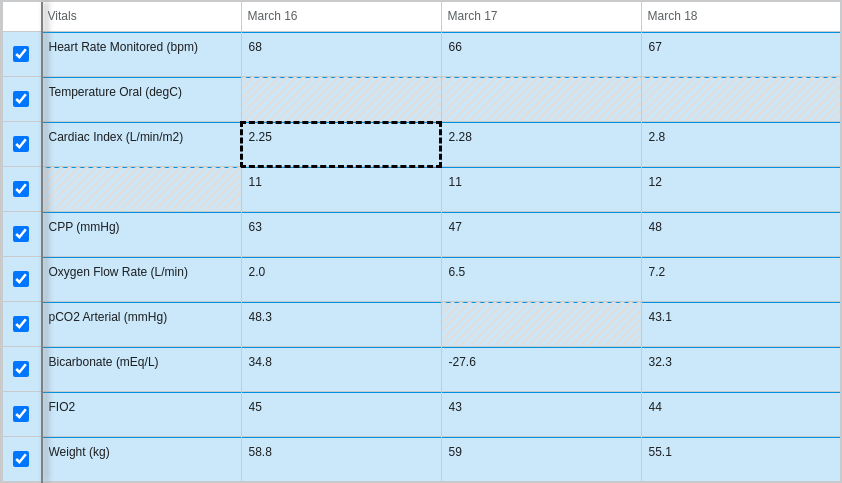 Vitals March 16 March 17 March 18
Heart Rate Monitored (bpm) 68 66 67
Temperature Oral (degC)
Cardiac Index (L/min/m2) 2.25 2.28 2.8
11 11 12
CPP (mmHg) 63 47 48
Oxygen Flow Rate (L/min) 2.0 6.5 7.2
pCO2 Arterial (mmHg) 48.3 43.1
Bicarbonate (mEq/L) 34.8 -27.6 32.3
FIO2 45 43 44
Weight (kg) 58.8 59 55.1